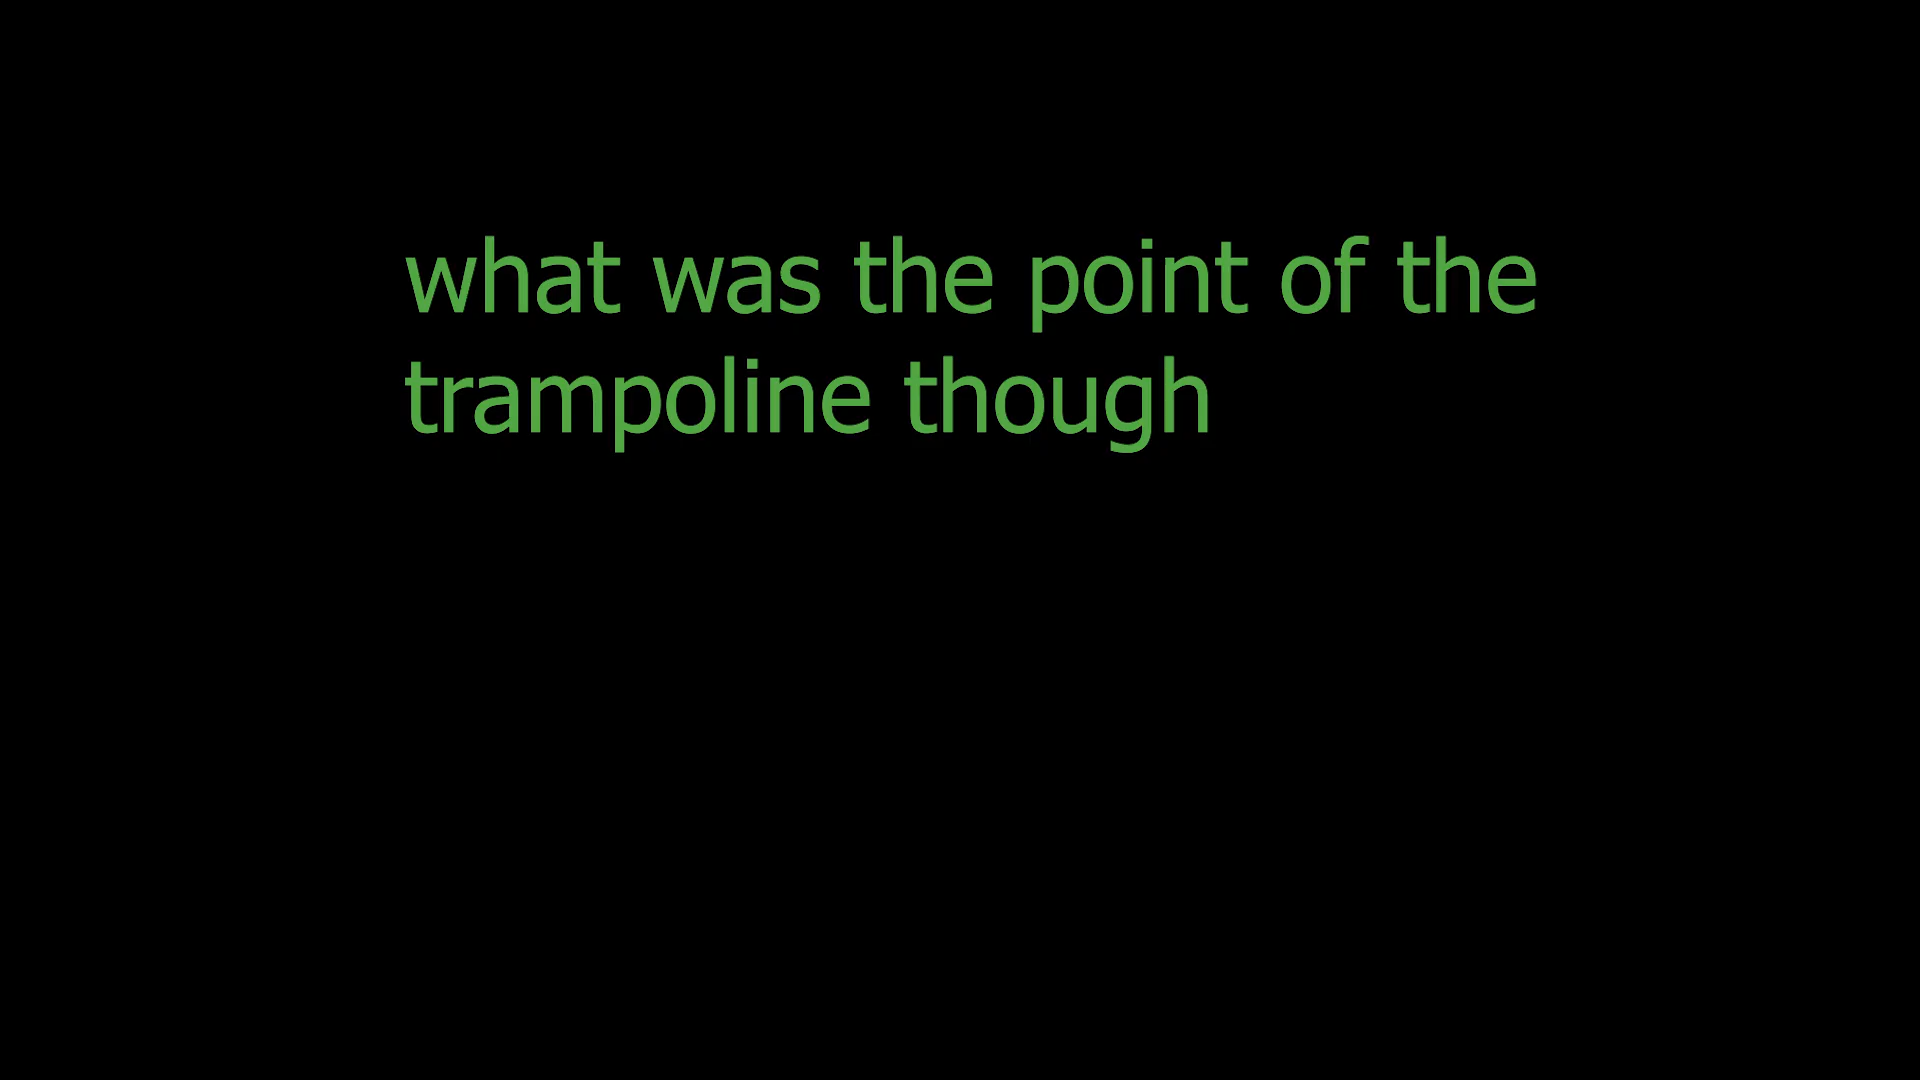 what was the point of the
trampoline though